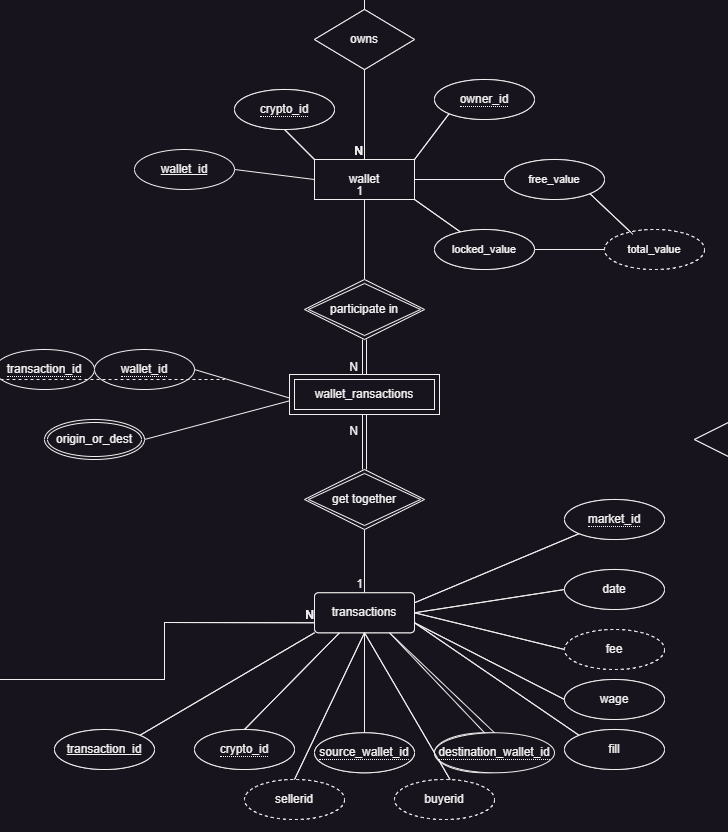 owns
crypto_id
owner_id
N
wallet_id
wallet
free_value
1
locked_value
total_value
participate in
N
transaction_id
wallet_id
wallet_ransactions
N
origin_or_dest
get together
market_id
1
date
N
transactions
fee
wage
transaction_id
crypto_id
source_wallet_id
destination_wallet_id
fill
sellerid
buyerid